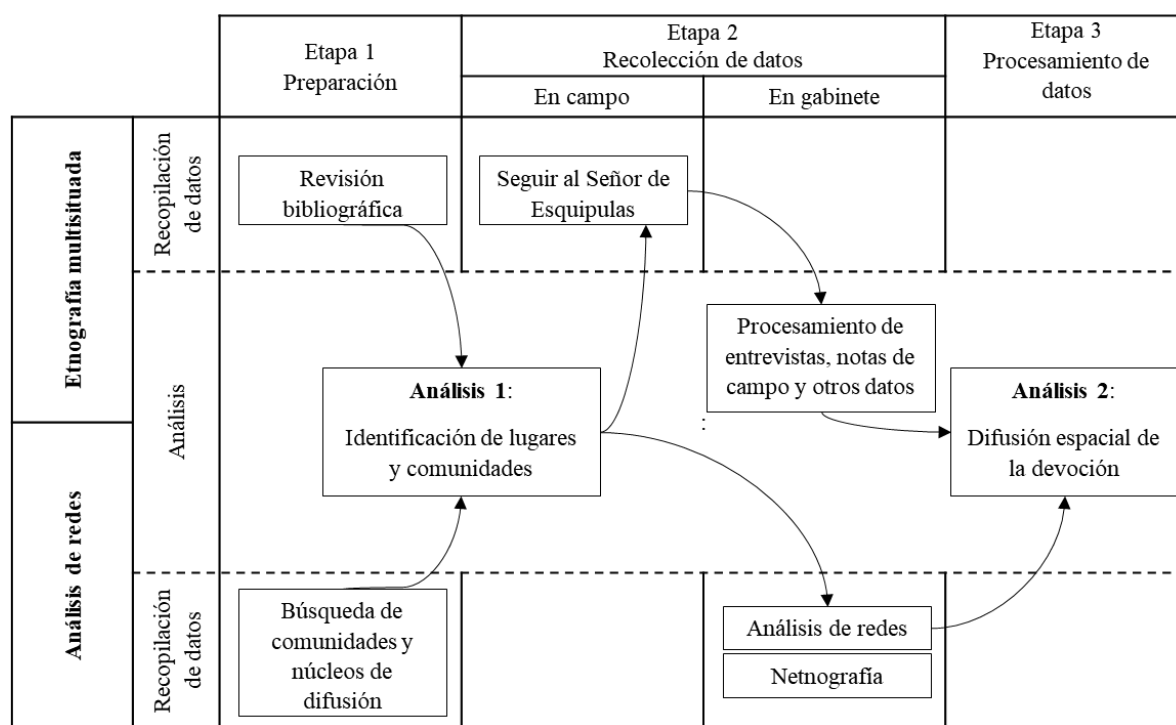 Etapa 1
Preparación
Etapa 2
Recolección de datos
Etapa 3
Procesamiento de
datos
En campo
En gabinete
Etnografía multisituada
Análisis de redes
Recopilación
de datos
Análisis
Recopilación
de datos
Revisión
bibliográfica
Seguir al Señor de
Esquipulas
Procesamiento de
entrevistas, notas de
campo y otros datos
:
Análisis 1:
Identificación de lugares
y comunidades
Análisis 2:
Difusión espacial de
la devoción
Búsqueda de
comunidades y
núcleos de
difusión
Análisis de redes
Netnografía